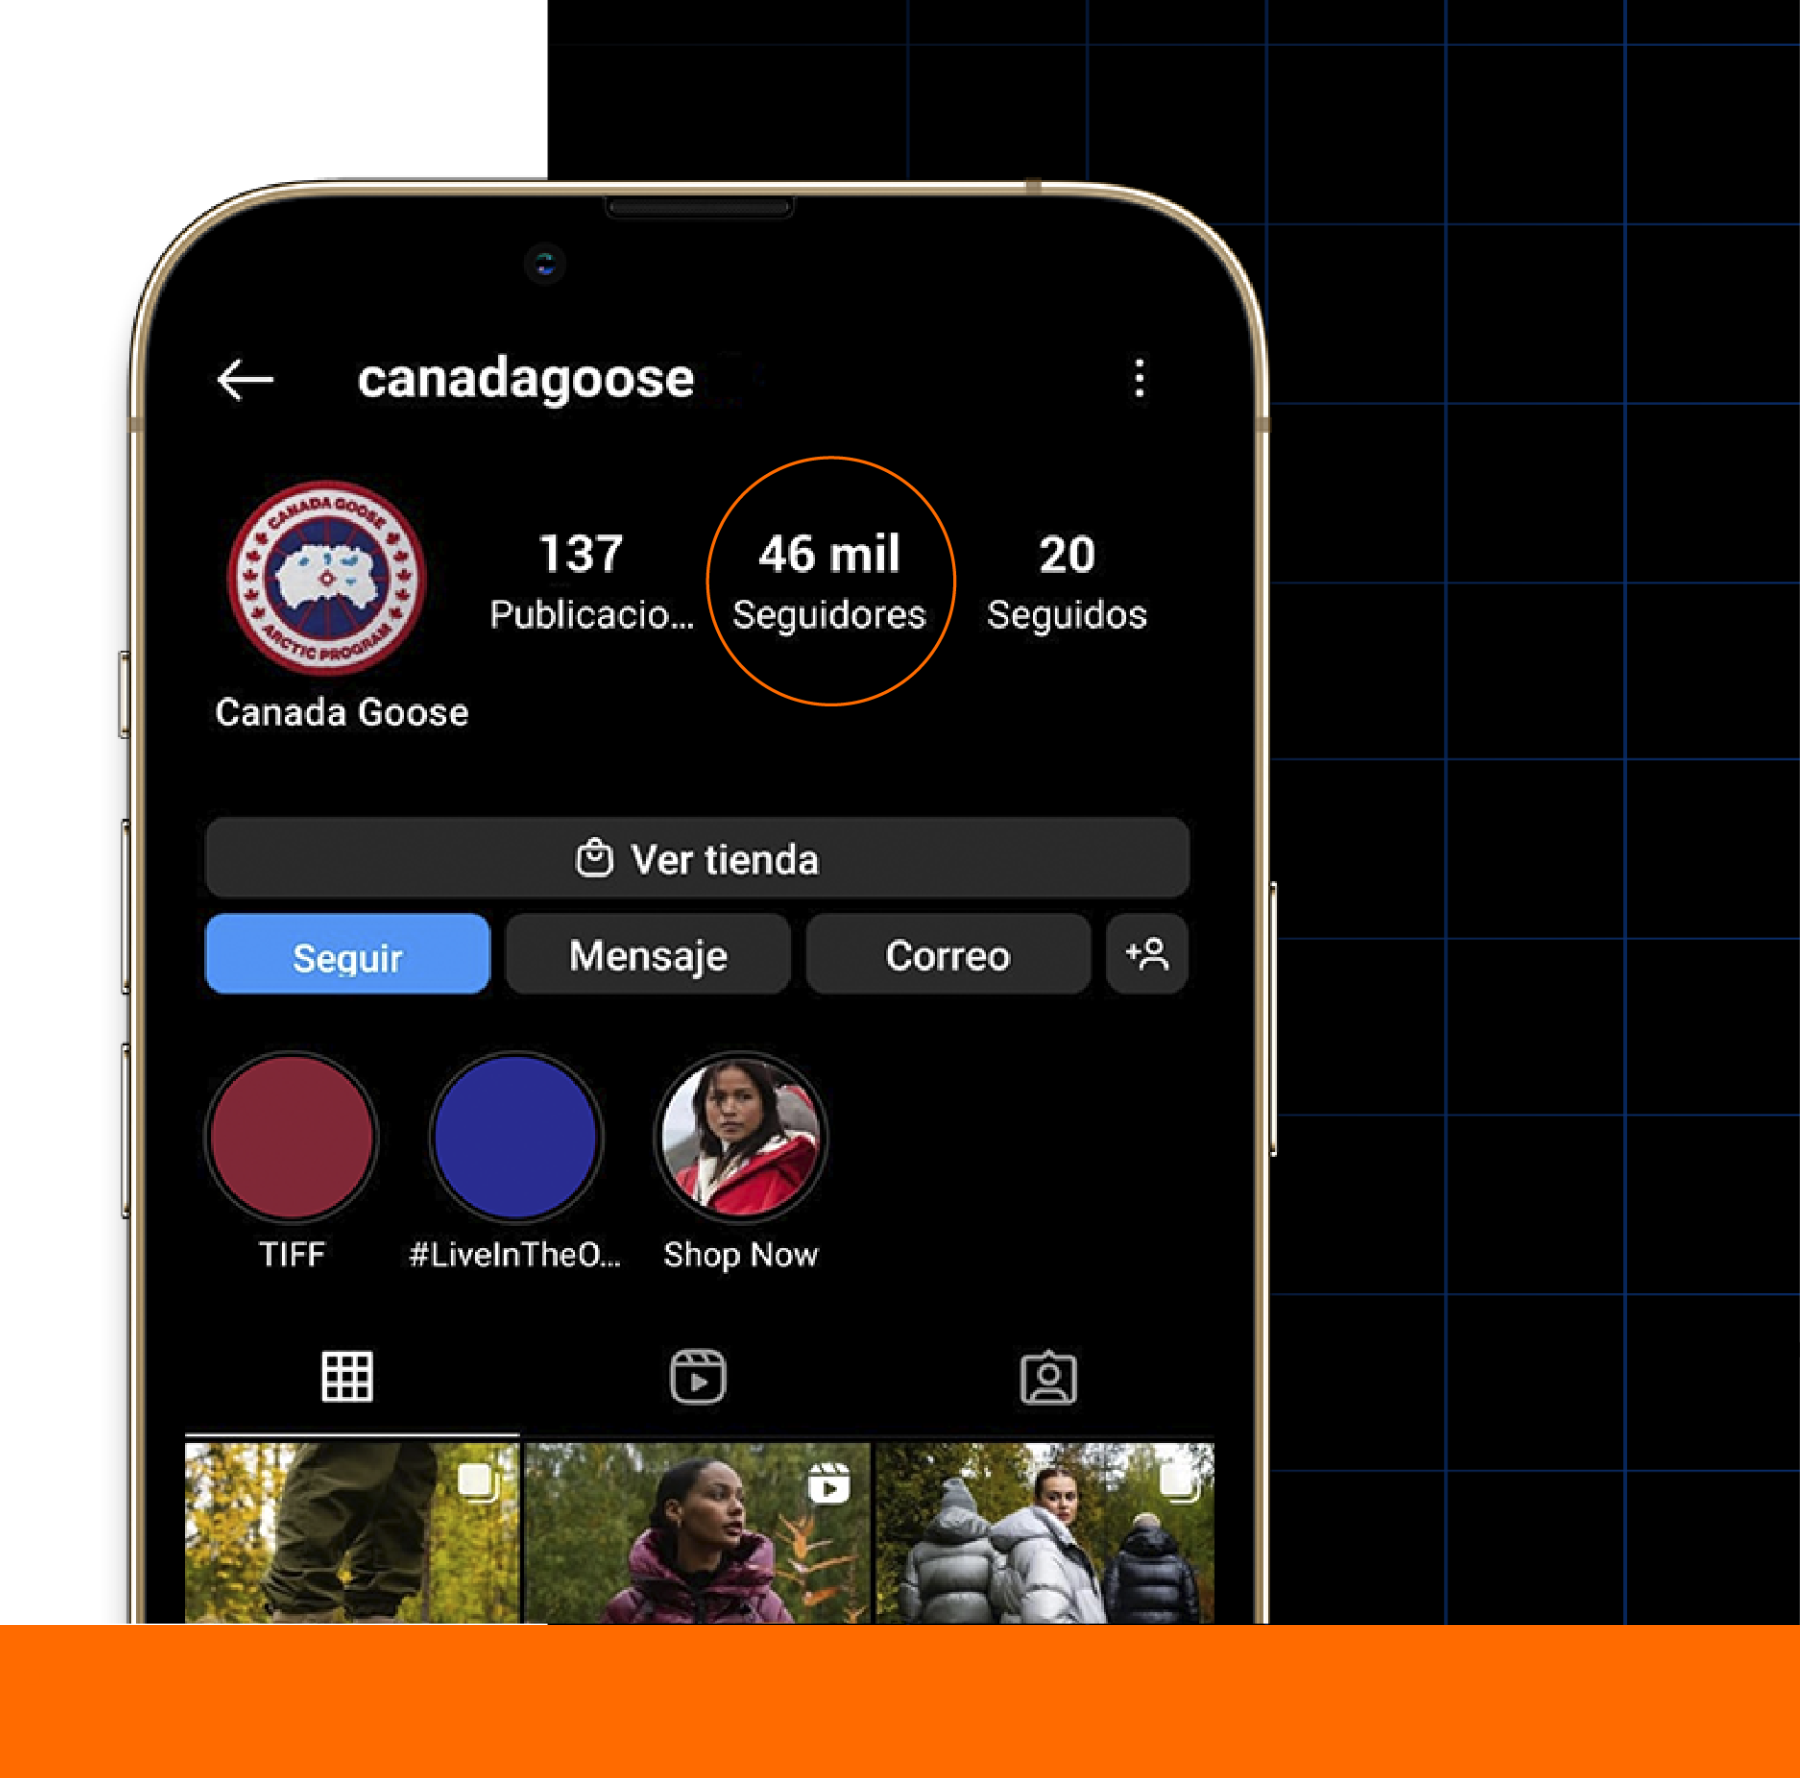 canadagoose
CANADA GOOSE
ARCTIC PROGRAM
137
Publicacio...
46 mil
Seguidores
20
Seguidos
Canada Goose
Ver tienda
Seguir
Mensaje
Correo
TIFF
#LiveInTheO...
Shop Now